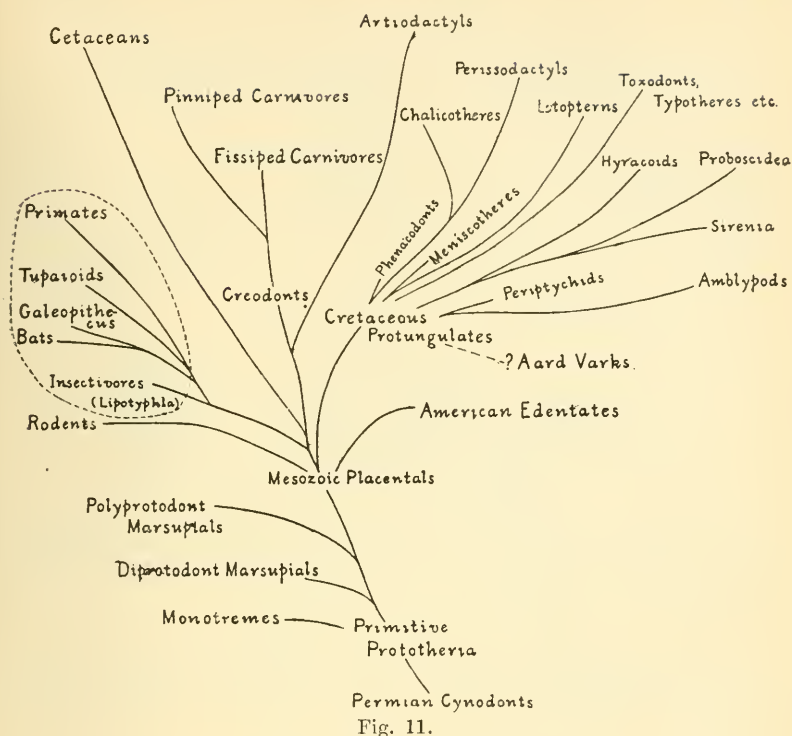 Artiodactyls
Cetaceans
Perissodactyls
Toxodonts,
Typotheres etc.
Pinniped Carnivores
Chalicotheres
Litopterns
Fissiped Carnivores
Hyracoids
Proboscidea
Primates
Phenacodonts
Meniscotheres
Sirenia
Tupaioids
Creodonts
Periptychids
Amblypods
Galeopithe-
cus
Bats
Cretaceous
Protungulates
? Aard Varks.
Insectivores
(Lipotyphla)
Rodents
American Edentates
Mesozoic Placentals
Polyprotodont
Marsupials
Diprotodont Marsupials
Monotremes
Primitive
Prototheria
Permian Cynodonts
Fig. 11.